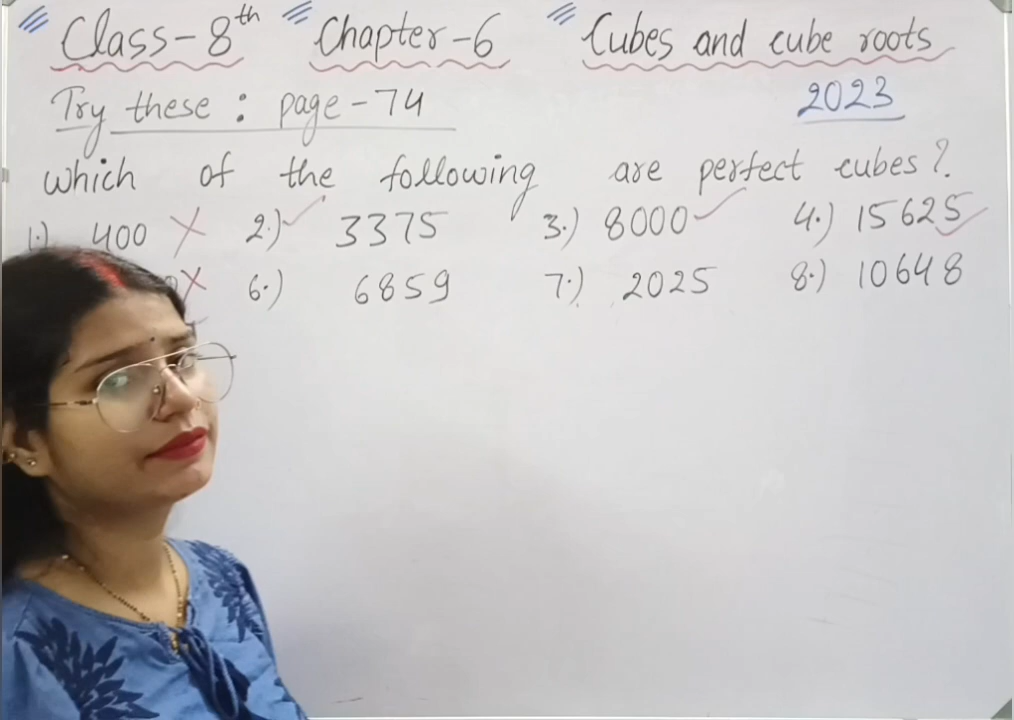 Class-8th Chapter-6 Cubes and cube roots
Try these : page-74 2023
which of the following are perfect cubes?
1.) 400 2.) 3375 3.) 8000 4.) 15625
6.) 6859 7.) 2025 8.) 10648